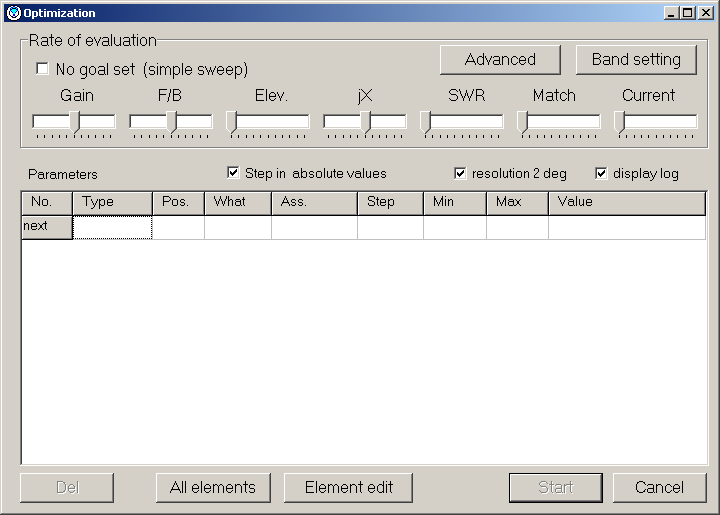 Optimization
Rate of evaluation
No goal set (simple sweep)
Advanced
Band setting
Gain F/B Elev. jX SWR Match Current
Parameters
Step in absolute values
resolution 2 deg
display log
No. Type Pos. What Ass. Step Min Max Value
next
Del All elements Element edit Start Cancel